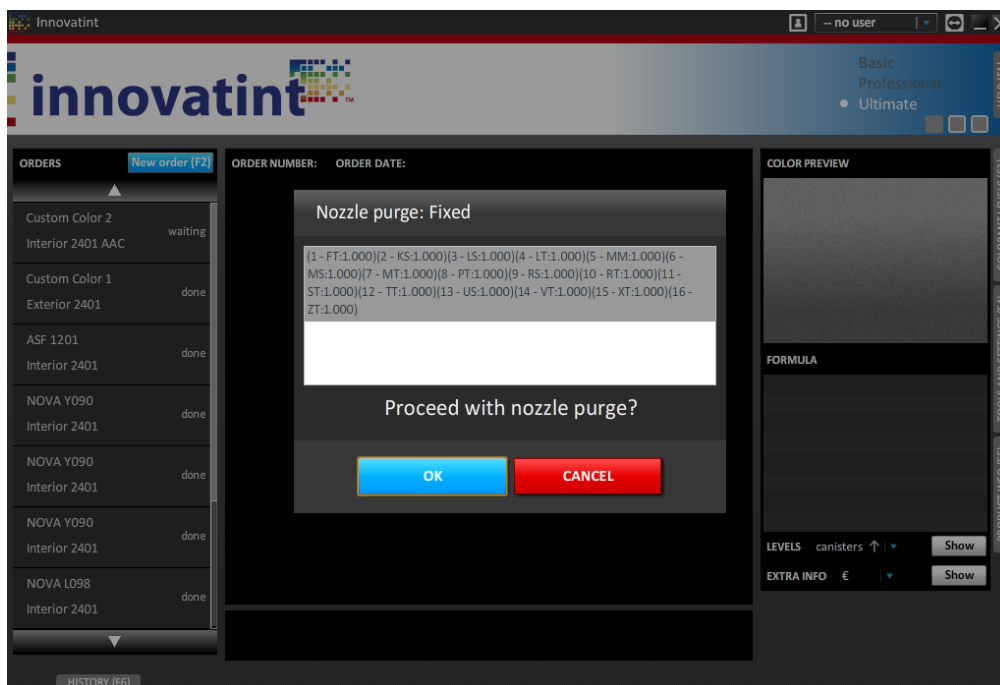 Innovatint
-- no user
innovatint
TM
Basic
Professional
Ultimate
ORDERS
New order (F2)
Custom Color 2
Interior 2401 AAC
waiting
Custom Color 1
Exterior 2401
done
ASF 1201
Interior 2401
done
NOVA Y090
Interior 2401
done
NOVA Y090
Interior 2401
done
NOVA Y090
Interior 2401
done
NOVA L098
Interior 2401
done
HISTORY (F6)
ORDER NUMBER: ORDER DATE:
Nozzle purge: Fixed
(1 - FT:1.000)(2 - KS:1.000)(3 - LS:1.000)(4 - LT:1.000)(5 - MM:1.000)(6 -
MS:1.000)(7 - MT:1.000)(8 - PT:1.000)(9 - RS:1.000)(10 - RT:1.000)(11 -
ST:1.000)(12 - TT:1.000)(13 - US:1.000)(14 - VT:1.000)(15 - XT:1.000)(16 -
ZT:1.000)
Proceed with nozzle purge?
OK
CANCEL
COLOR PREVIEW
FORMULA
LEVELS canisters
Show
EXTRA INFO €
Show